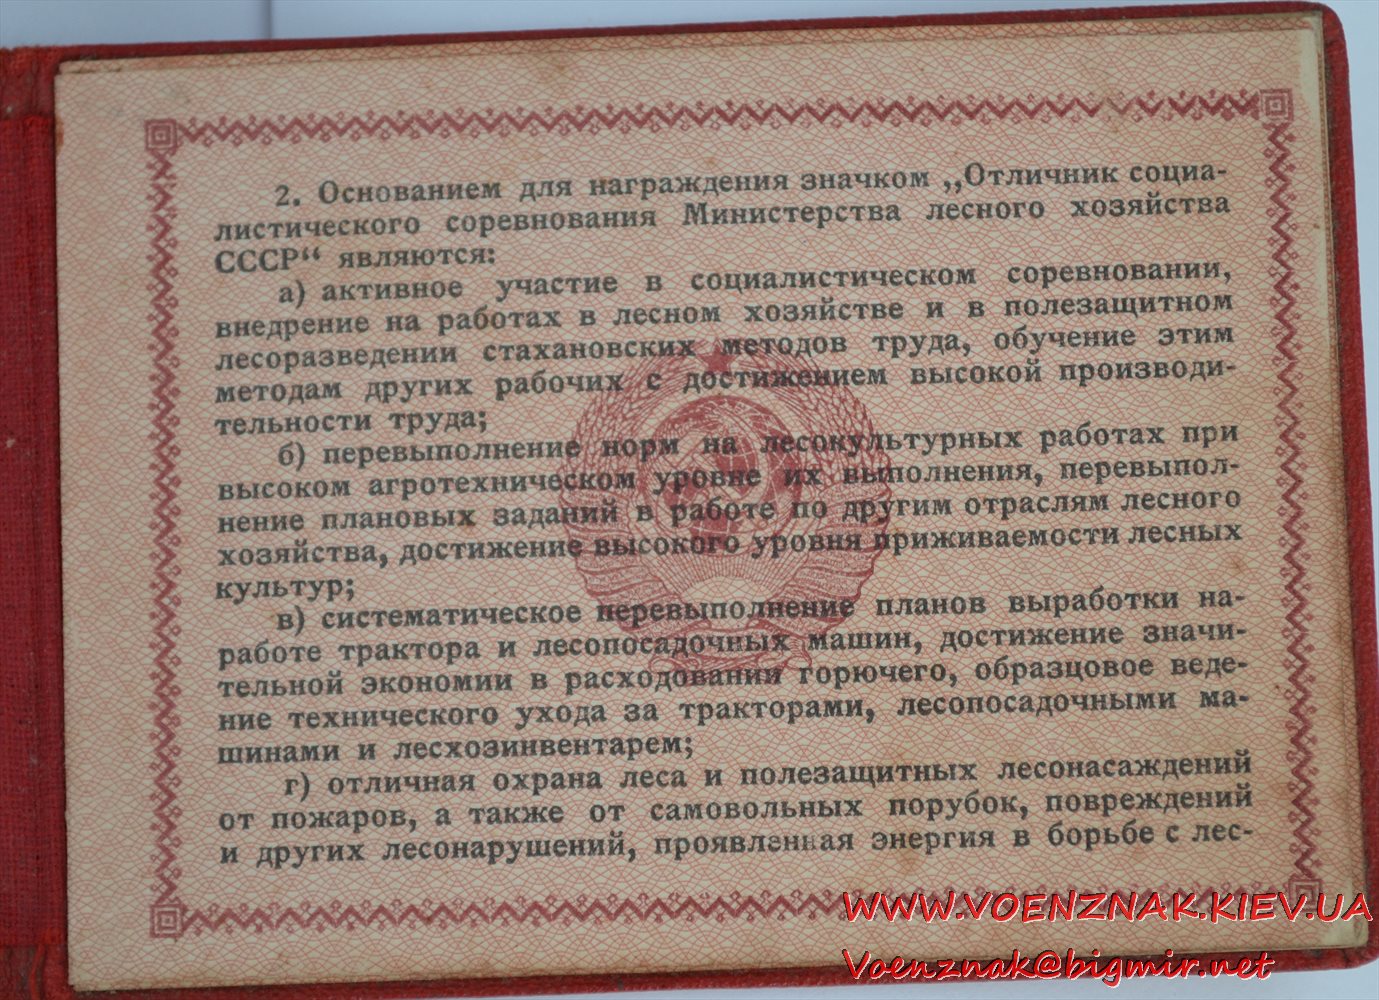 2. Основанием для награждения значком „Отличник социа-
листического соревнования Министерства лесного хозяйства
СССР“ являются:
а) активное участие в социалистическом соревновании,
внедрение на работах в лесном хозяйстве и в полезащитном
лесоразведении стахановских методов труда, обучение этим
методам других рабочих с достижением высокой производи-
тельности труда;
б) перевыполнение норм на лесокультурных работах при
высоком агротехническом уровне их выполнения, перевыпол-
нение плановых заданий в работе по другим отраслям лесного
хозяйства, достижение высокого уровня приживаемости лесных
культур;
в) систематическое перевыполнение планов выработки на-
работе трактора и лесопосадочных машин, достижение значи-
тельной экономии в расходовании горючего, образцовое веде-
ние технического ухода за тракторами, лесопосадочными ма-
шинами и лесхозинвентарем;
г) отличная охрана леса и полезащитных лесонасаждений
от пожаров, а также от самовольных порубок, повреждений
и других лесонарушений, проявленная энергия в борьбе с лес-
WWW.VOENZNAK.KIEV.UA
Voenznak@bigmir.net